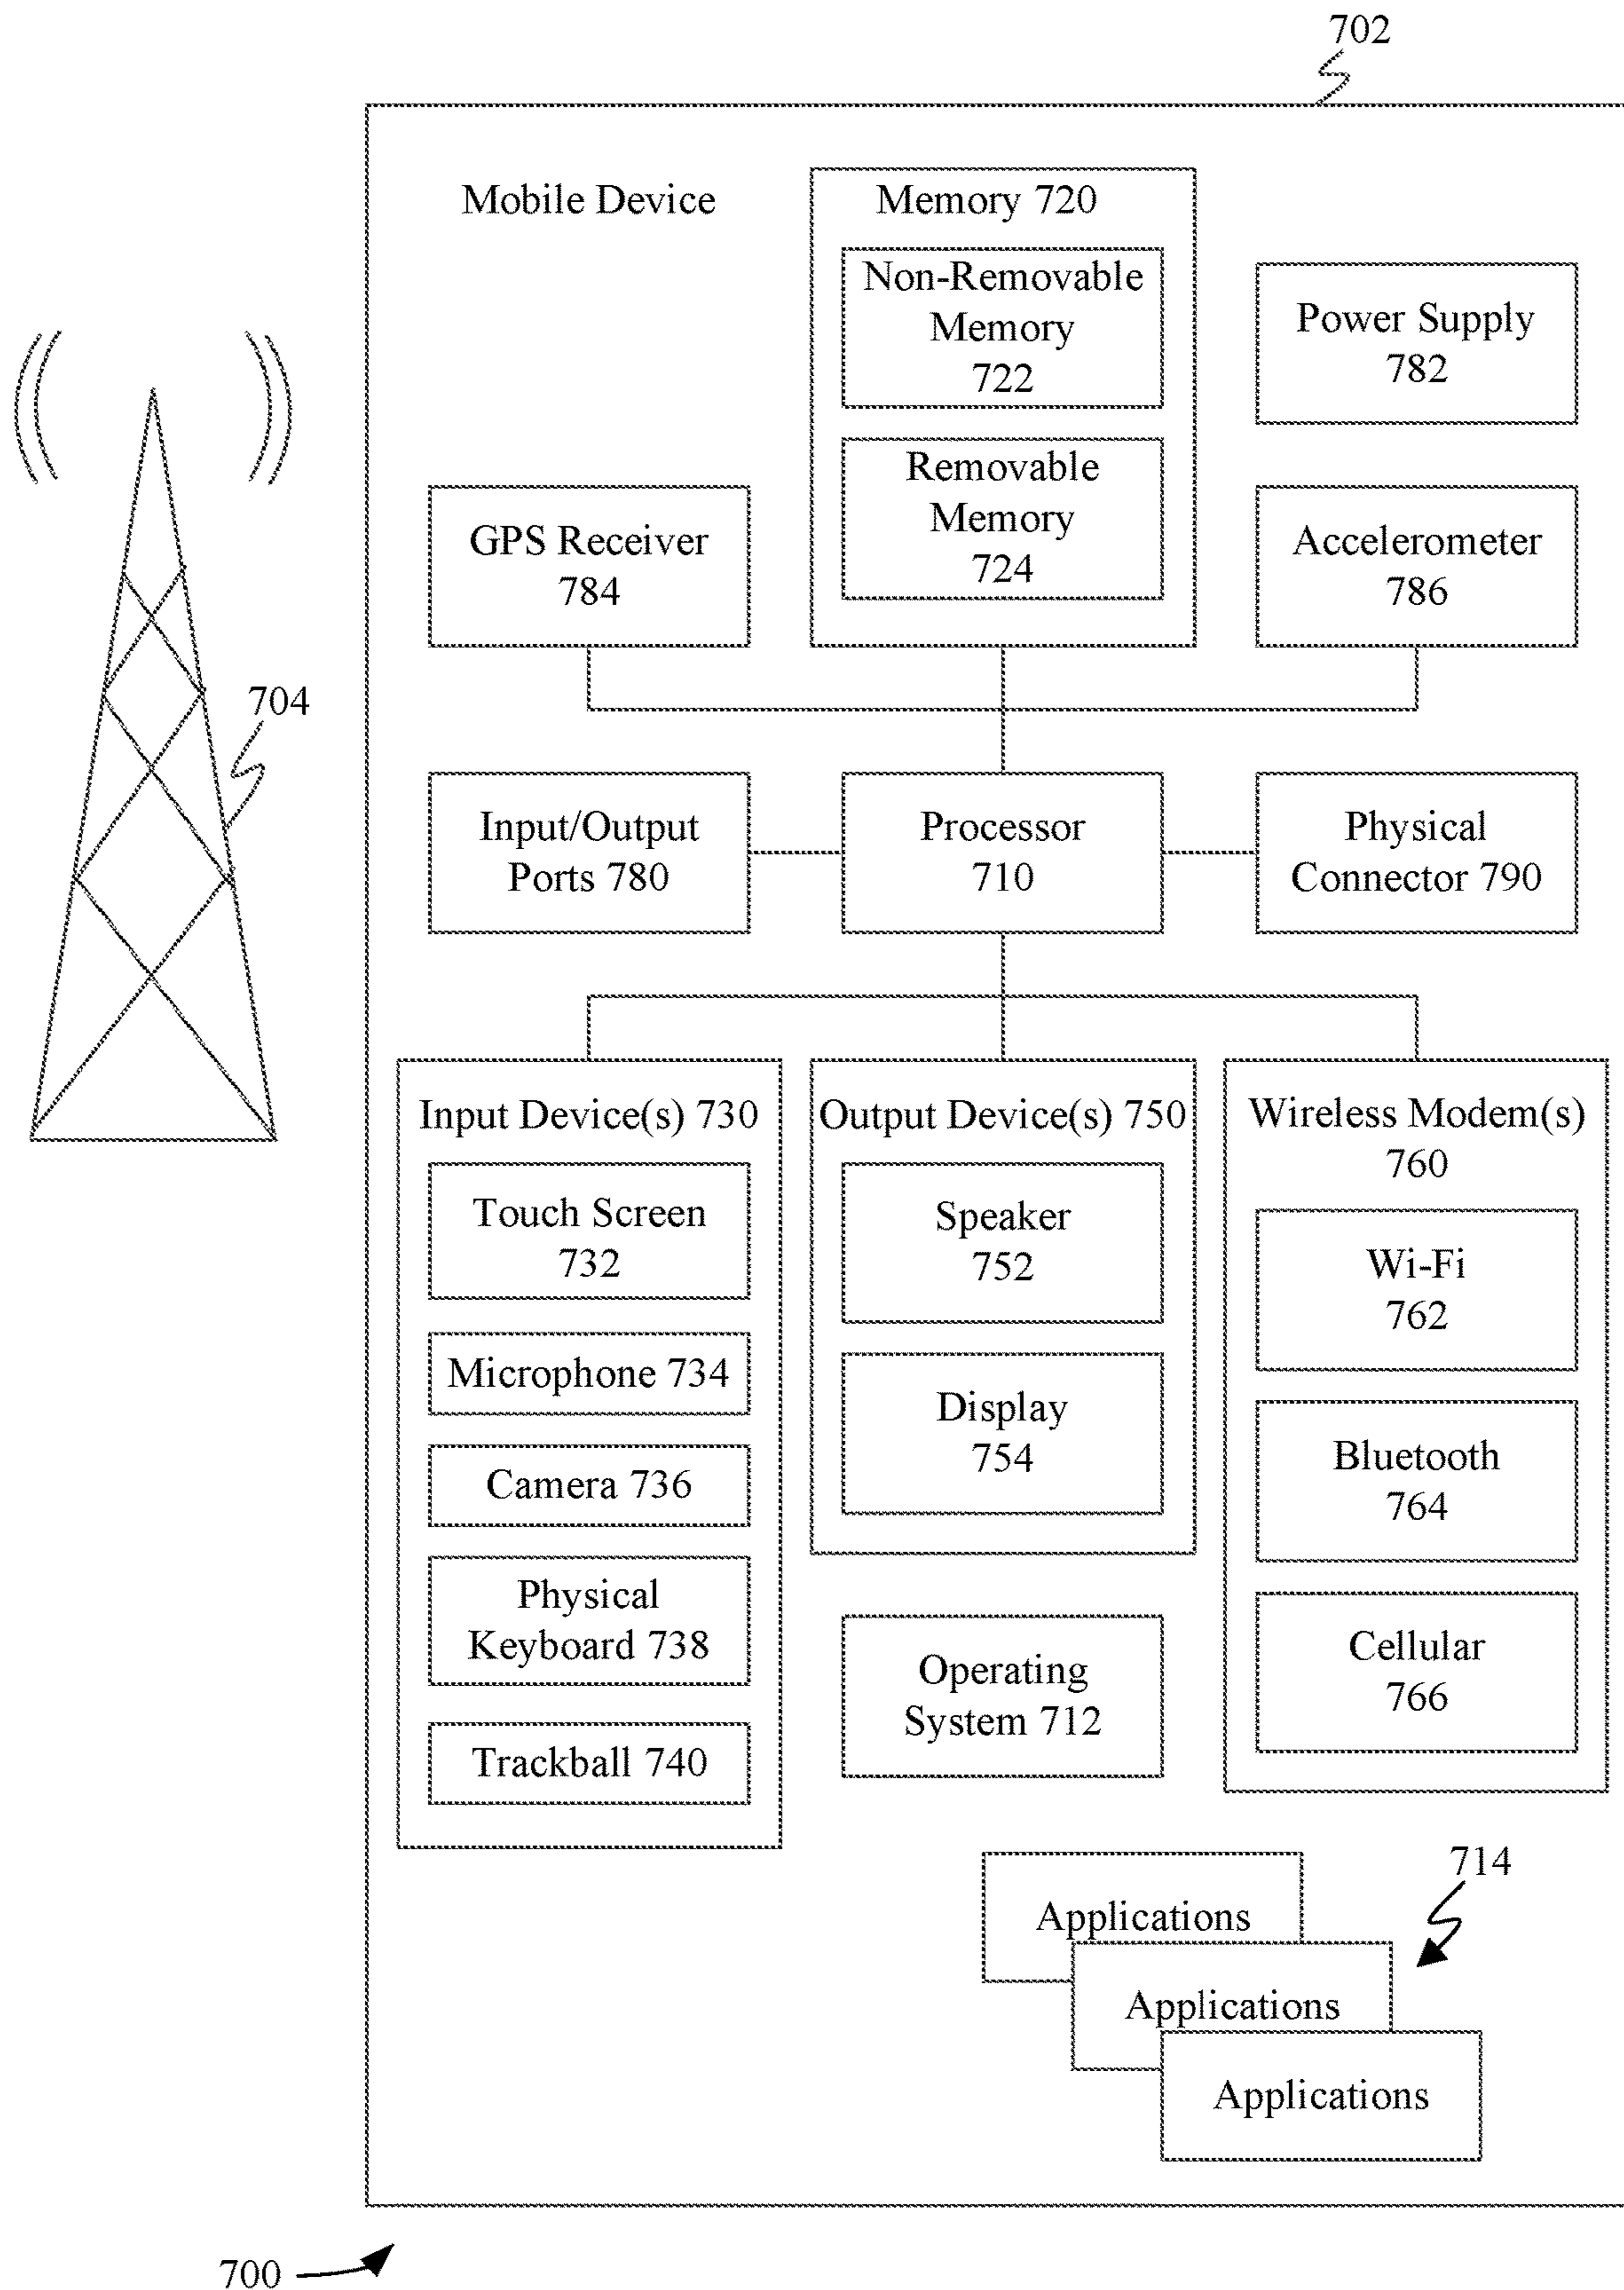 702
Mobile Device
Memory 720
Non-Removable
Memory
722
Power Supply
782
Removable
Memory
724
GPS Receiver
784
Accelerometer
786
704
Input/Output
Ports 780
Processor
710
Physical
Connector 790
Input Device(s) 730
Touch Screen
732
Microphone 734
Camera 736
Physical
Keyboard 738
Trackball 740
Output Device(s) 750
Speaker
752
Display
754
Operating
System 712
Wireless Modem(s)
760
Wi-Fi
762
Bluetooth
764
Cellular
766
714
Applications
Applications
Applications
700